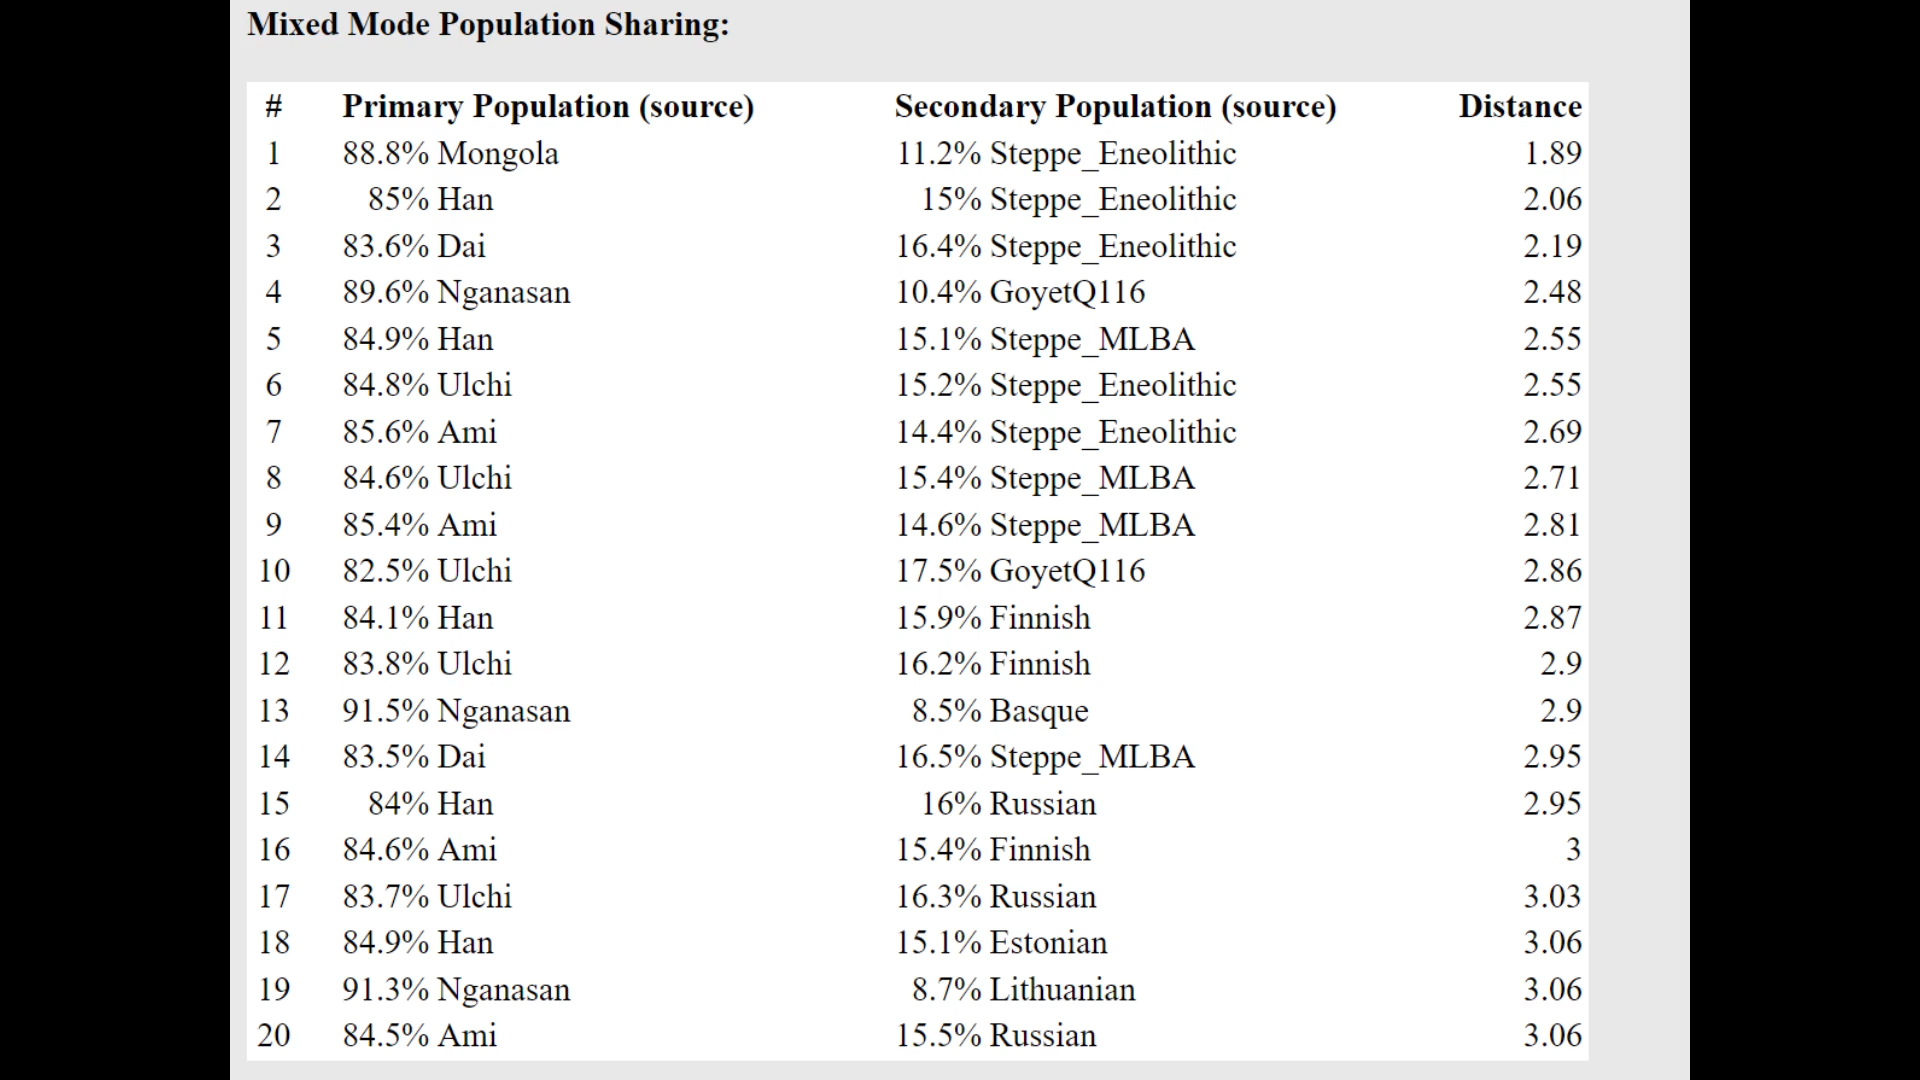 Mixed Mode Population Sharing:
# Primary Population (source) Secondary Population (source) Distance
1 88.8% Mongola 11.2% Steppe_Eneolithic 1.89
2 85% Han 15% Steppe_Eneolithic 2.06
3 83.6% Dai 16.4% Steppe_Eneolithic 2.19
4 89.6% Nganasan 10.4% GoyetQ116 2.48
5 84.9% Han 15.1% Steppe_MLBA 2.55
6 84.8% Ulchi 15.2% Steppe_Eneolithic 2.55
7 85.6% Ami 14.4% Steppe_Eneolithic 2.69
8 84.6% Ulchi 15.4% Steppe_MLBA 2.71
9 85.4% Ami 14.6% Steppe_MLBA 2.81
10 82.5% Ulchi 17.5% GoyetQ116 2.86
11 84.1% Han 15.9% Finnish 2.87
12 83.8% Ulchi 16.2% Finnish 2.9
13 91.5% Nganasan 8.5% Basque 2.9
14 83.5% Dai 16.5% Steppe_MLBA 2.95
15 84% Han 16% Russian 2.95
16 84.6% Ami 15.4% Finnish 3
17 83.7% Ulchi 16.3% Russian 3.03
18 84.9% Han 15.1% Estonian 3.06
19 91.3% Nganasan 8.7% Lithuanian 3.06
20 84.5% Ami 15.5% Russian 3.06